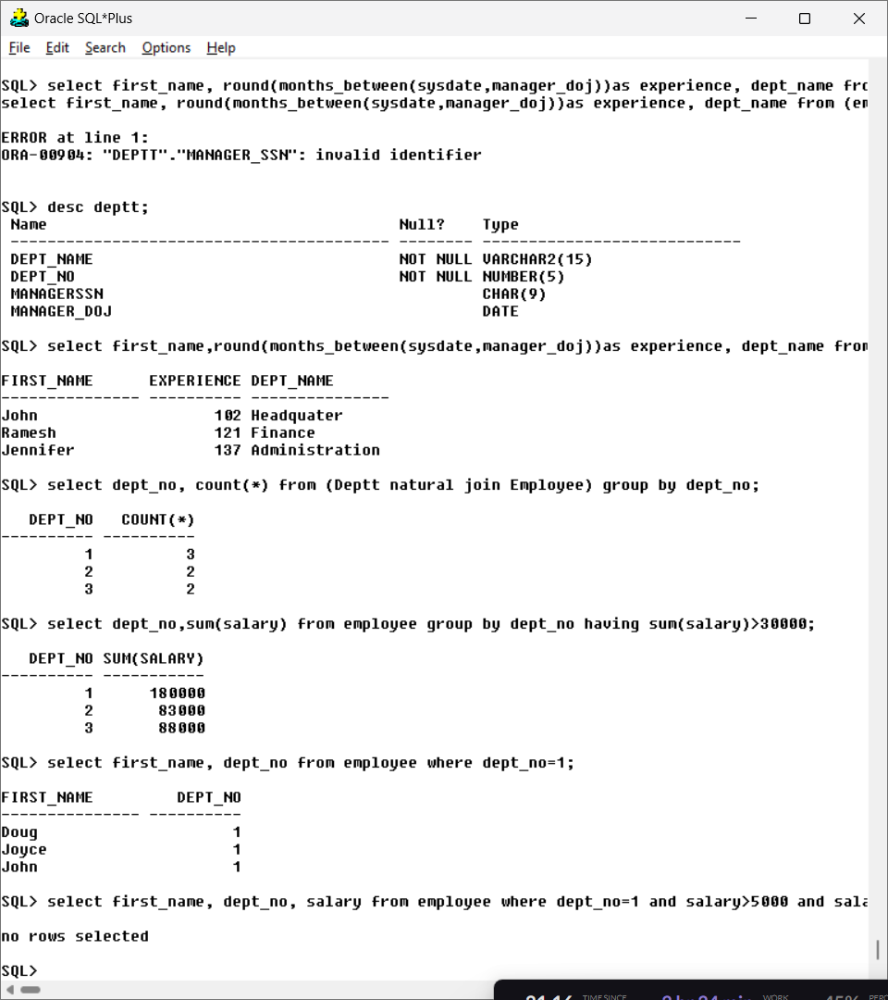 Oracle SQL*Plus
File Edit Search Options Help
SQL> select first_name, round(months_between(sysdate,manager_doj))as experience, dept_name fro
select first_name, round(months_between(sysdate,manager_doj))as experience, dept_name from (em
ERROR at line 1:
ORA-00904: "DEPTT"."MANAGER_SSN": invalid identifier
SQL> desc deptt;
Name Null? Type
----------------------------------------- -------- ----------------------------
DEPT_NAME NOT NULL VARCHAR2(15)
DEPT_NO NOT NULL NUMBER(5)
MANAGERSSN CHAR(9)
MANAGER_DOJ DATE
SQL> select first_name,round(months_between(sysdate,manager_doj))as experience, dept_name from
FIRST_NAME EXPERIENCE DEPT_NAME
--------------- ---------- ---------------
John 102 Headquater
Ramesh 121 Finance
Jennifer 137 Administration
SQL> select dept_no, count(*) from (Deptt natural join Employee) group by dept_no;
DEPT_NO COUNT(*)
---------- ----------
1 3
2 2
3 2
SQL> select dept_no,sum(salary) from employee group by dept_no having sum(salary)>30000;
DEPT_NO SUM(SALARY)
---------- -----------
1 180000
2 83000
3 88000
SQL> select first_name, dept_no from employee where dept_no=1;
FIRST_NAME DEPT_NO
--------------- ----------
Doug 1
Joyce 1
John 1
SQL> select first_name, dept_no, salary from employee where dept_no=1 and salary>5000 and sala
no rows selected
SQL>
TIME SINCE WORK